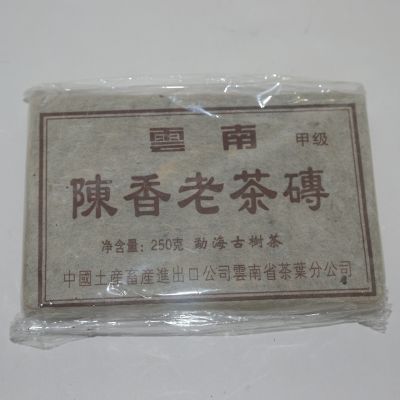 雲南 甲级
陳香老茶磚
净含量: 250克 勐海古樹茶
中國土産畜産進出口公司雲南省茶葉分公司